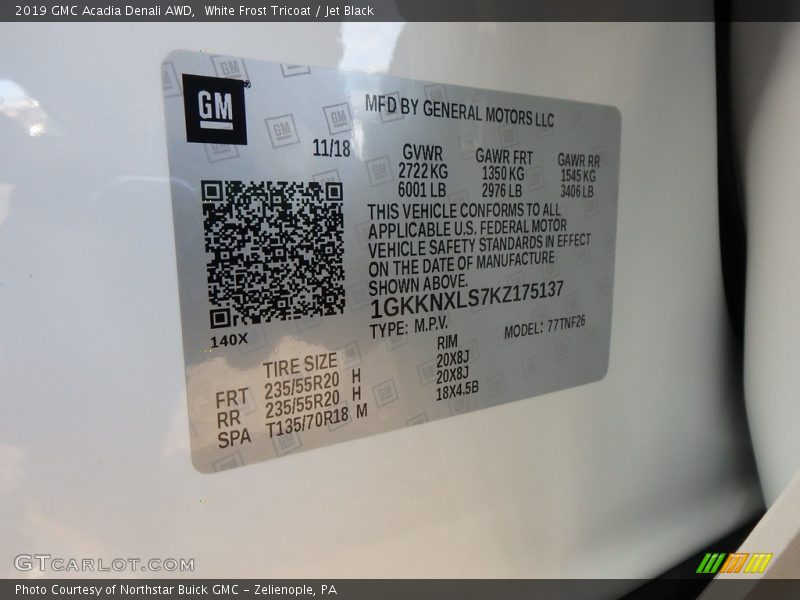 2019 GMC Acadia Denali AWD, White Frost Tricoat / Jet Black
GM
MFD BY GENERAL MOTORS LLC
11/18 GVWR GAWR FRT GAWR RR
2722 KG 1350 KG 1545 KG
6001 LB 2976 LB 3406 LB
THIS VEHICLE CONFORMS TO ALL
APPLICABLE U.S. FEDERAL MOTOR
VEHICLE SAFETY STANDARDS IN EFFECT
ON THE DATE OF MANUFACTURE
SHOWN ABOVE.
1GKKNXLS7KZ175137
TYPE: M.P.V. MODEL: 77TNF26
140X
TIRE SIZE RIM
FRT 235/55R20 H 20X8J
RR 235/55R20 H 20X8J
SPA T135/70R18 M 18X4.5B
GTCARLOT.COM
Photo Courtesy of Northstar Buick GMC - Zelienople, PA